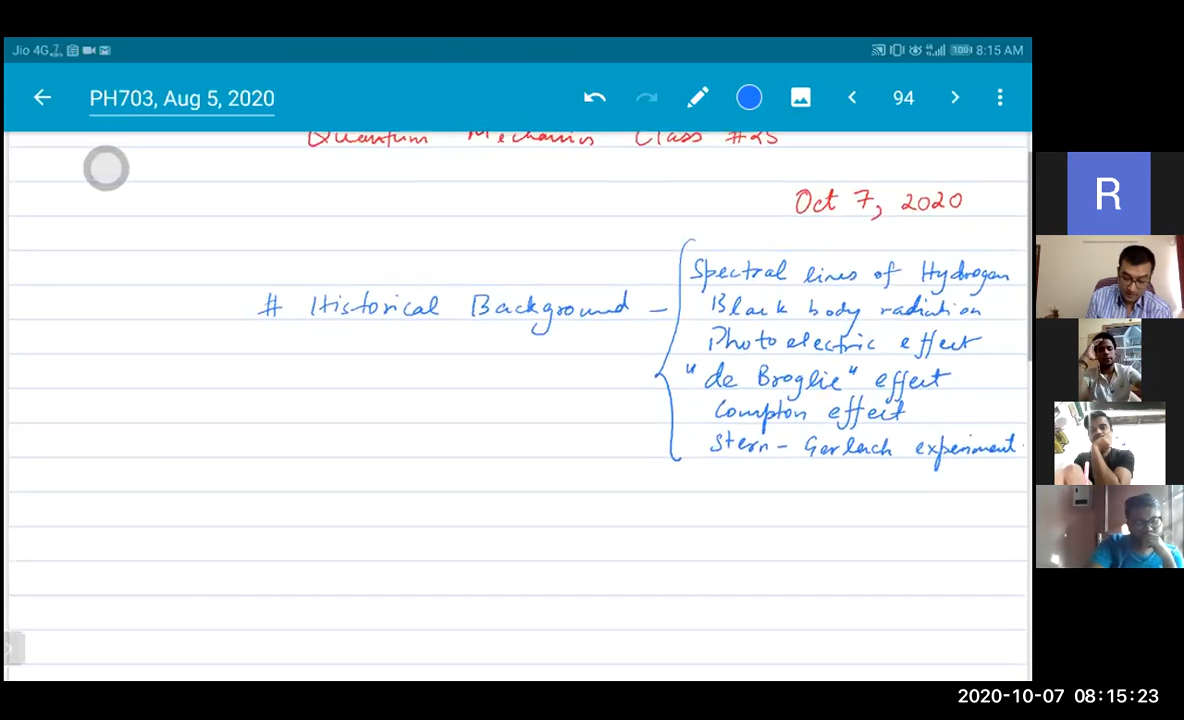 Jio 4G 8:15 AM
PH703, Aug 5, 2020 94
Quantum Mechanics Class #25
Oct 7, 2020
Spectral lines of Hydrogen
# Historical Background - Black body radiation
Photoelectric effect
"de Broglie" effect
Compton effect
Stern - Gerlach experiment.
R
2020-10-07 08:15:23